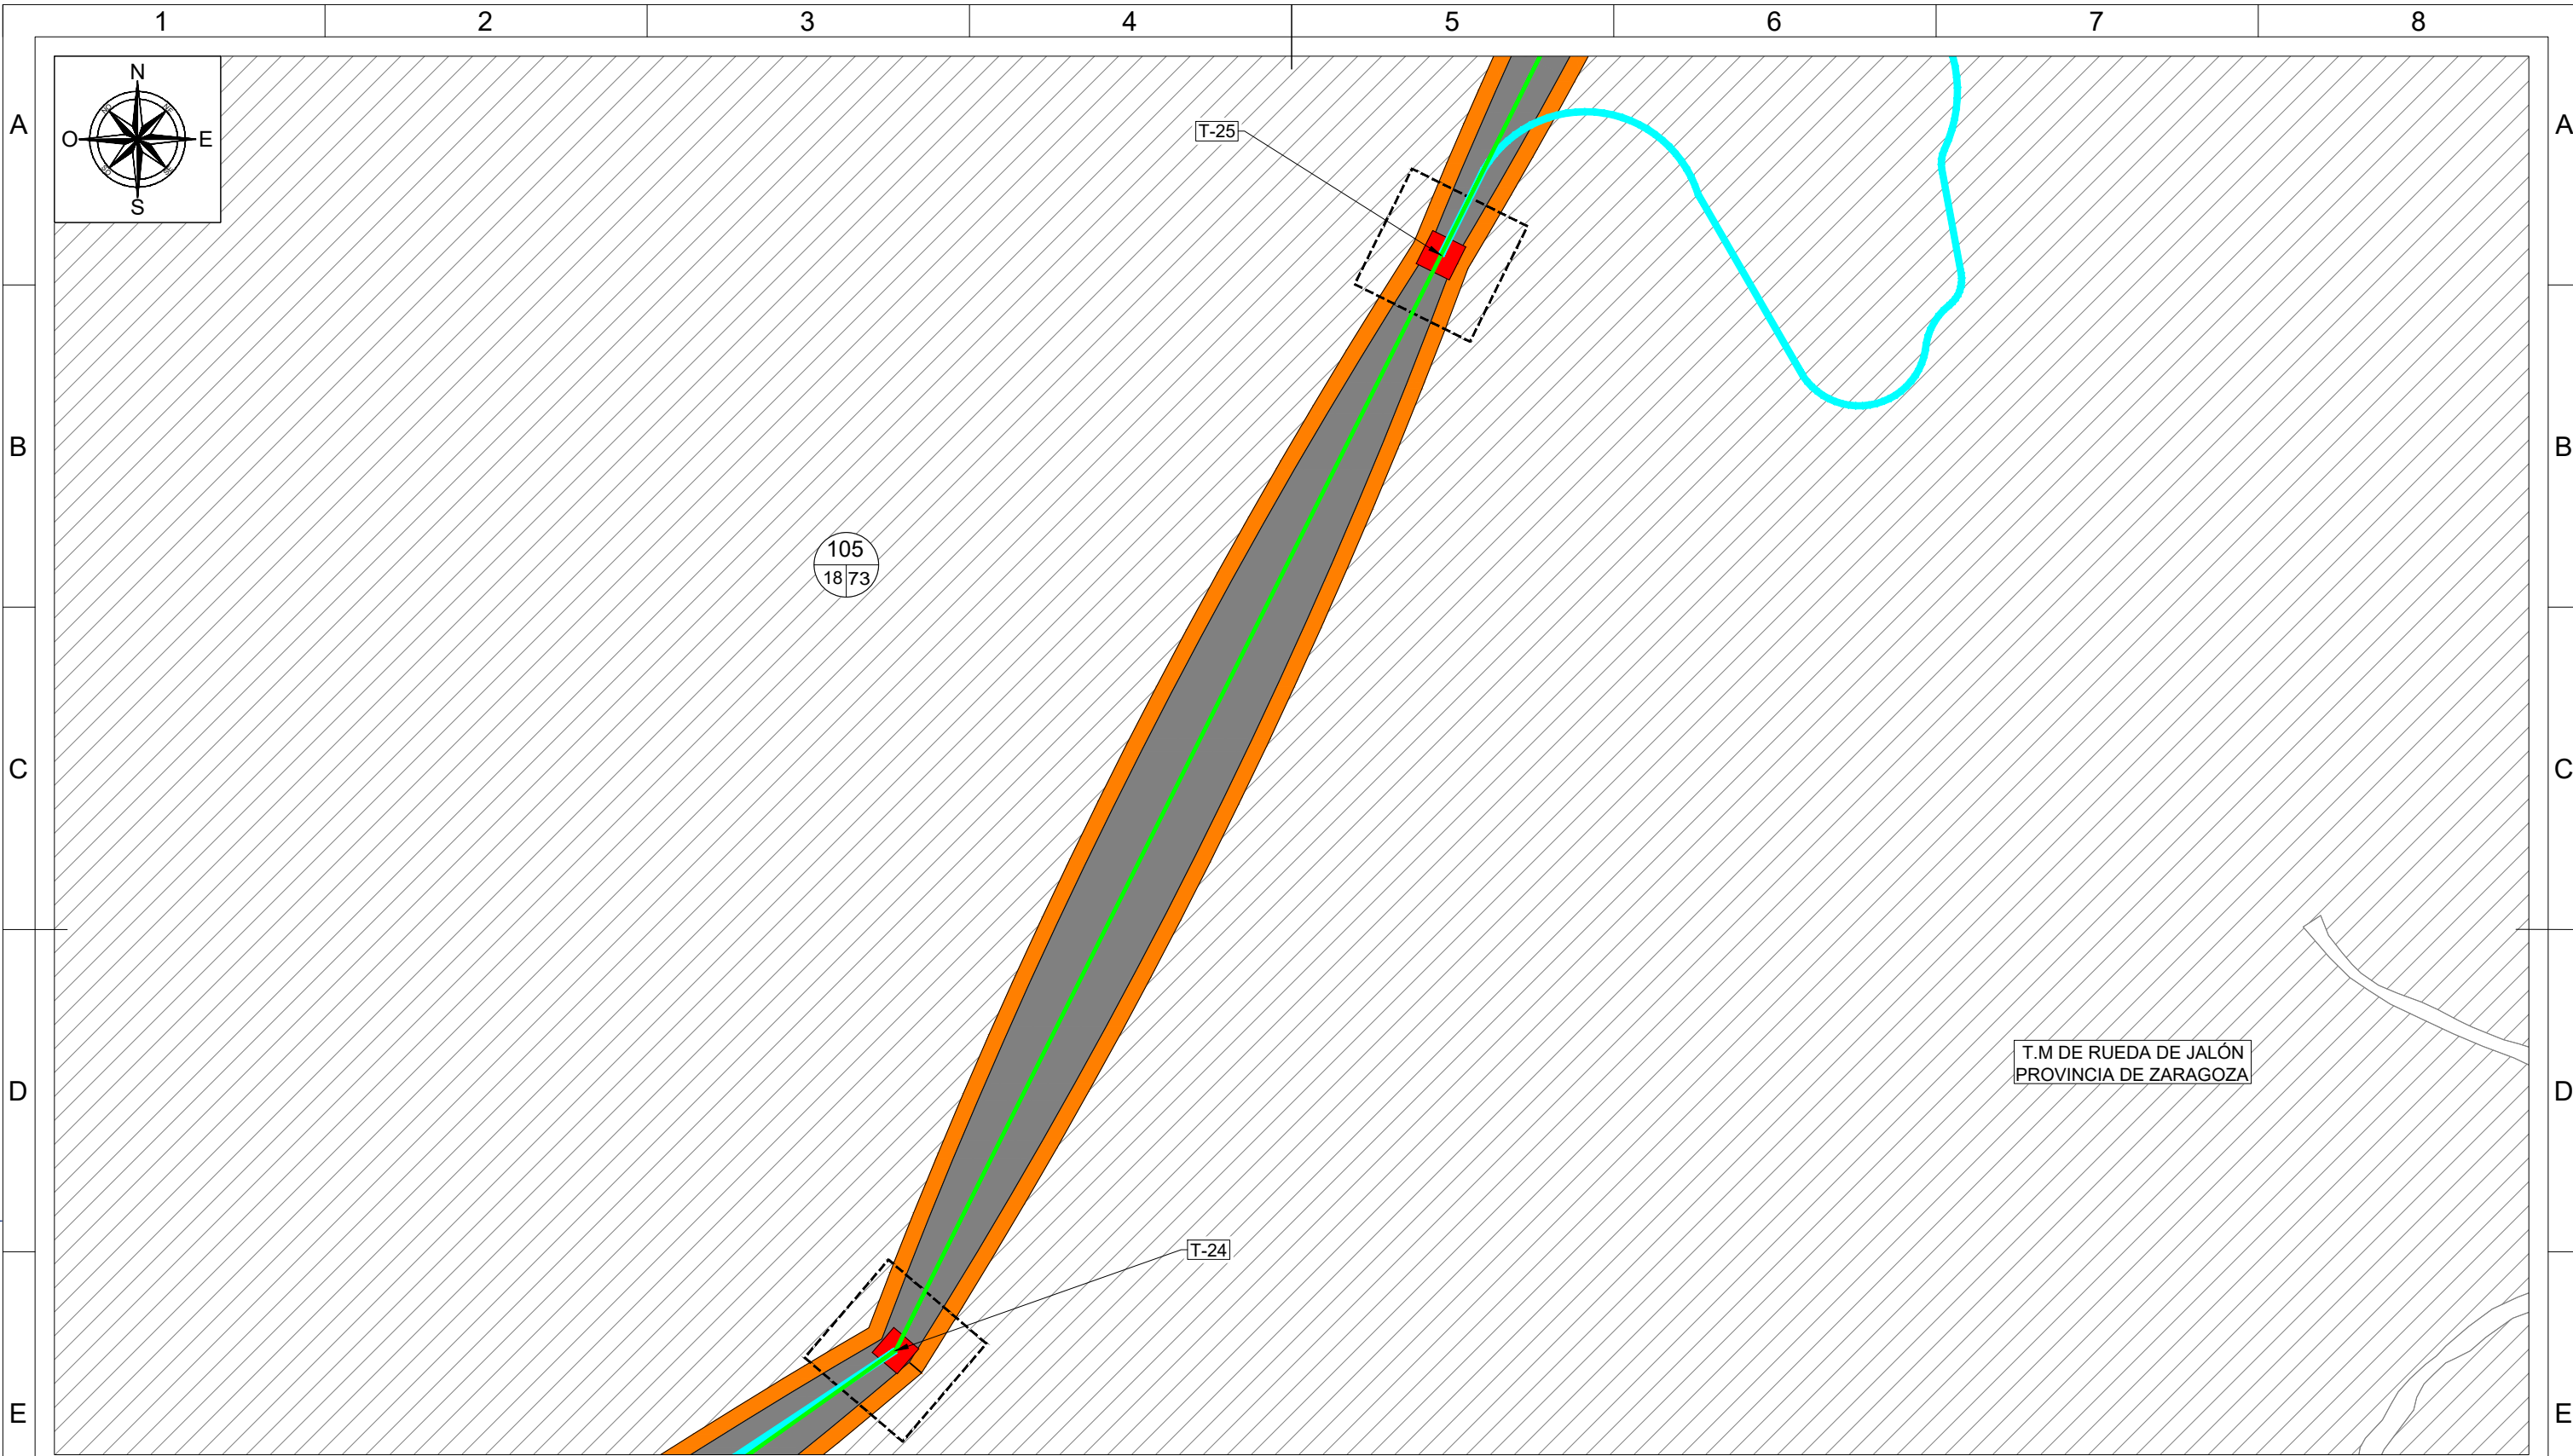 1 2 3 4 5 6 7 8
N
O E
S
A A
T-25
B B
105
18 73
C C
T.M DE RUEDA DE JALÓN
PROVINCIA DE ZARAGOZA
D D
T-24
E E